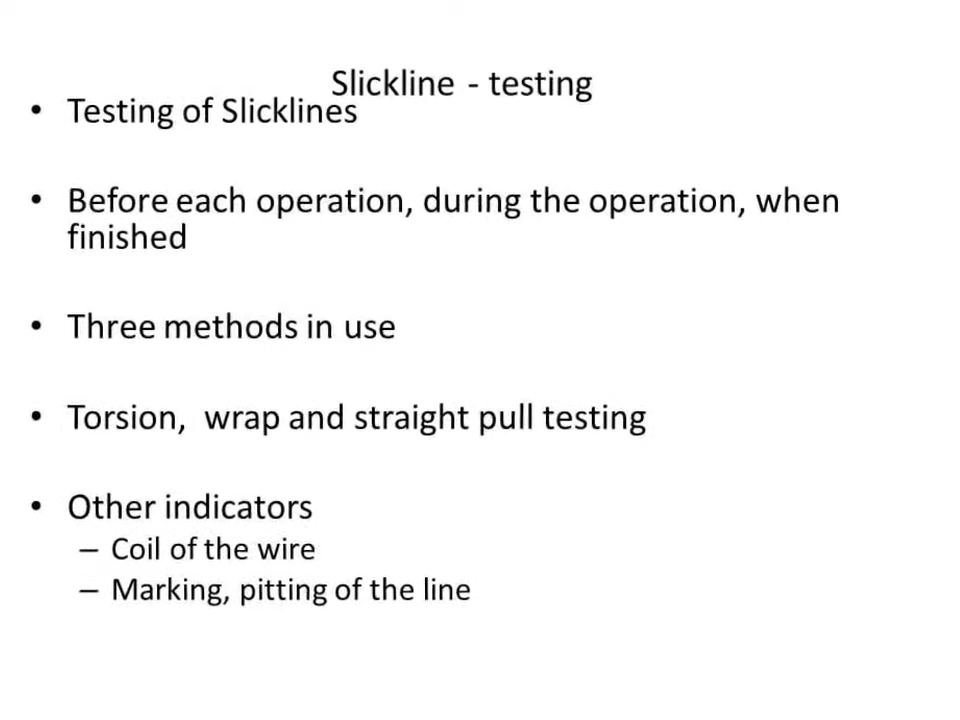 Slickline - testing
• Testing of Slicklines
• Before each operation, during the operation, when
finished
• Three methods in use
• Torsion,  wrap and straight pull testing
• Other indicators
– Coil of the wire
– Marking, pitting of the line